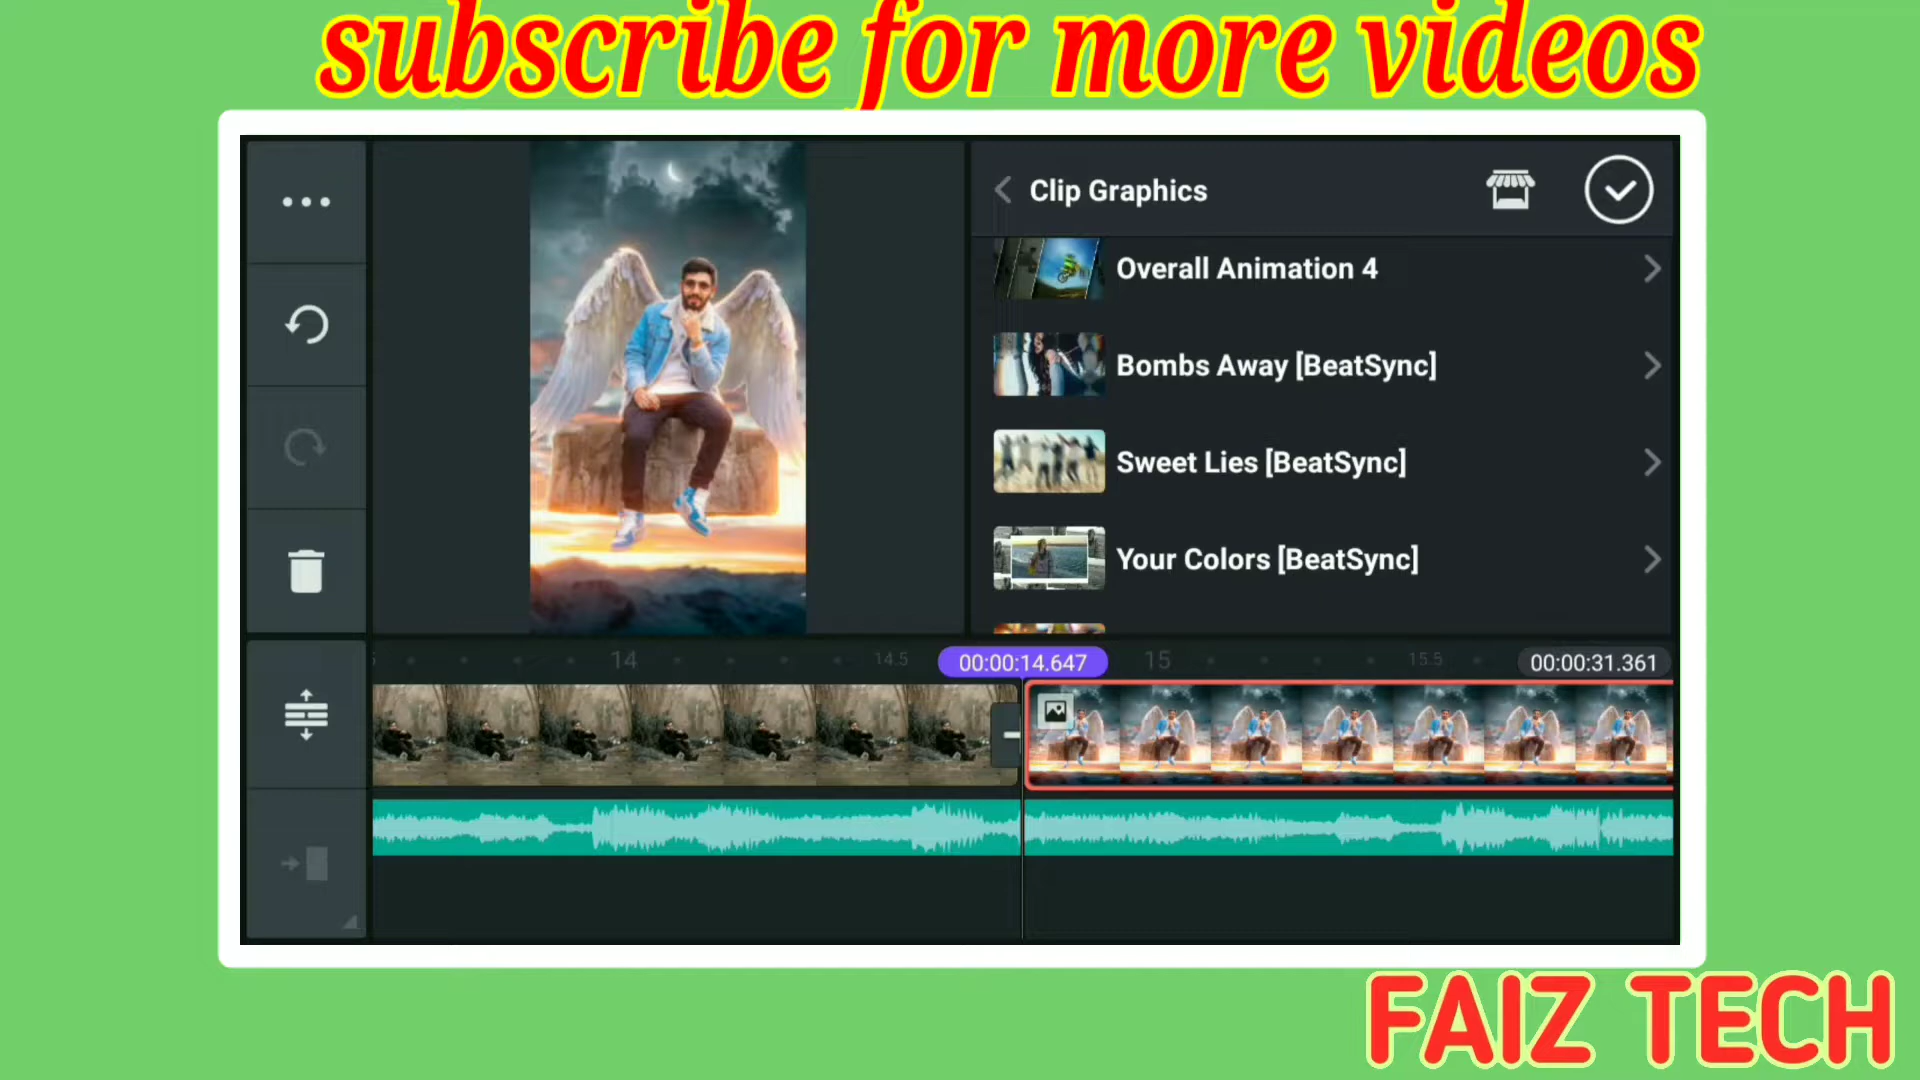 subscribe for more videos
Clip Graphics
Overall Animation 4
Bombs Away [BeatSync]
Sweet Lies [BeatSync]
Your Colors [BeatSync]
14
14.5
00:00:14.647
15
15.5
00:00:31.361
FAIZ TECH